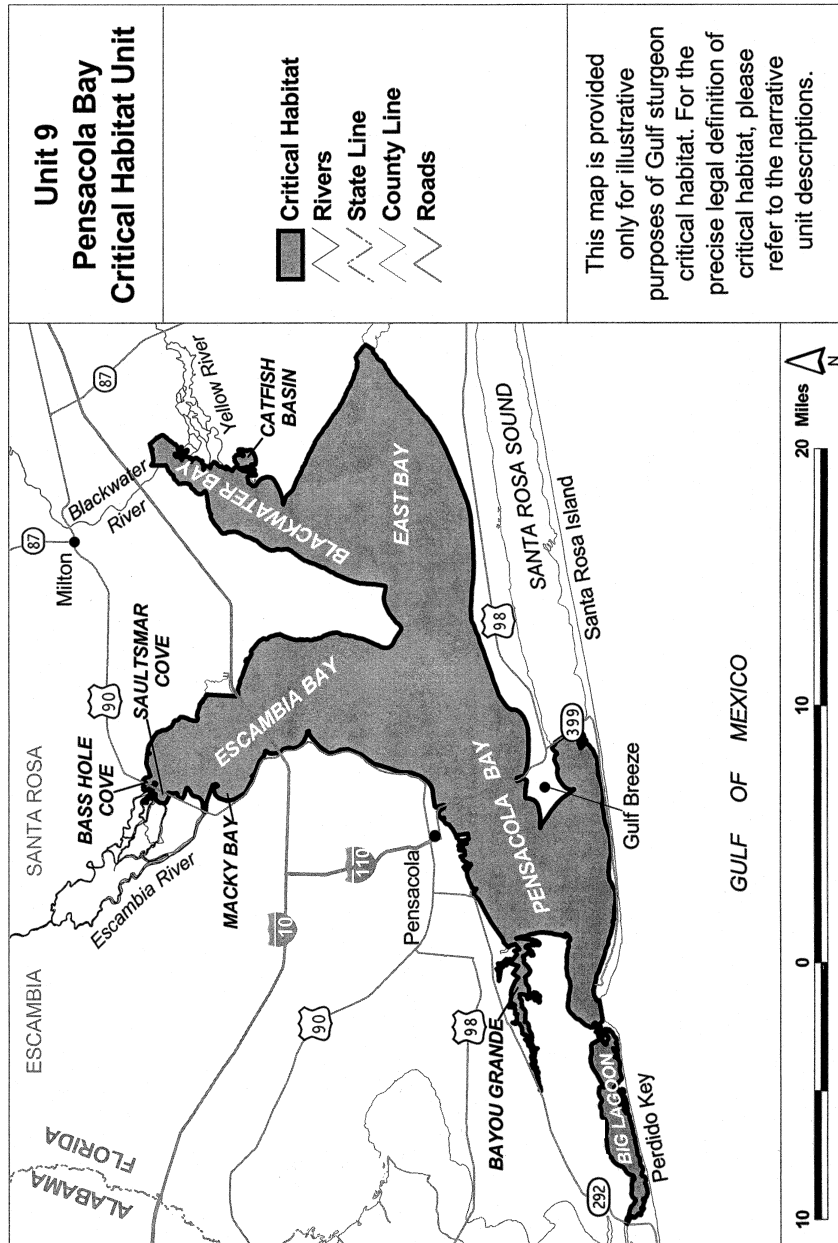 Unit 9
Pensacola Bay
Critical Habitat Unit
Critical Habitat
Rivers
State Line
County Line
Roads
This map is provided
only for illustrative
purposes of Gulf sturgeon
critical habitat. For the
precise legal definition of
critical habitat, please
refer to the narrative
unit descriptions.
ALABAMA
FLORIDA
ESCAMBIA
SANTA ROSA
BASS HOLE
COVE
SAULTSMAR
COVE
90
Milton
87
Blackwater
River
87
Yellow River
CATFISH
BASIN
BLACKWATER BAY
Escambia River
MACKY BAY
ESCAMBIA BAY
EAST BAY
10
110
90
Pensacola
98
98
BAYOU GRANDE
PENSACOLA BAY
SANTA ROSA SOUND
Santa Rosa Island
399
Gulf Breeze
292
BIG LAGOON
Perdido Key
GULF OF MEXICO
10
0
10
20
Miles
N